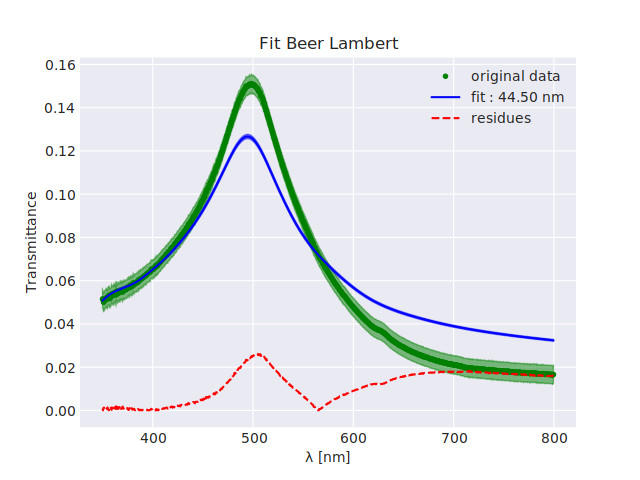 Fit Beer Lambert
original data
fit : 44.50 nm
residues
Transmittance
0.16
0.14
0.12
0.10
0.08
0.06
0.04
0.02
0.00
400 500 600 700 800
λ [nm]